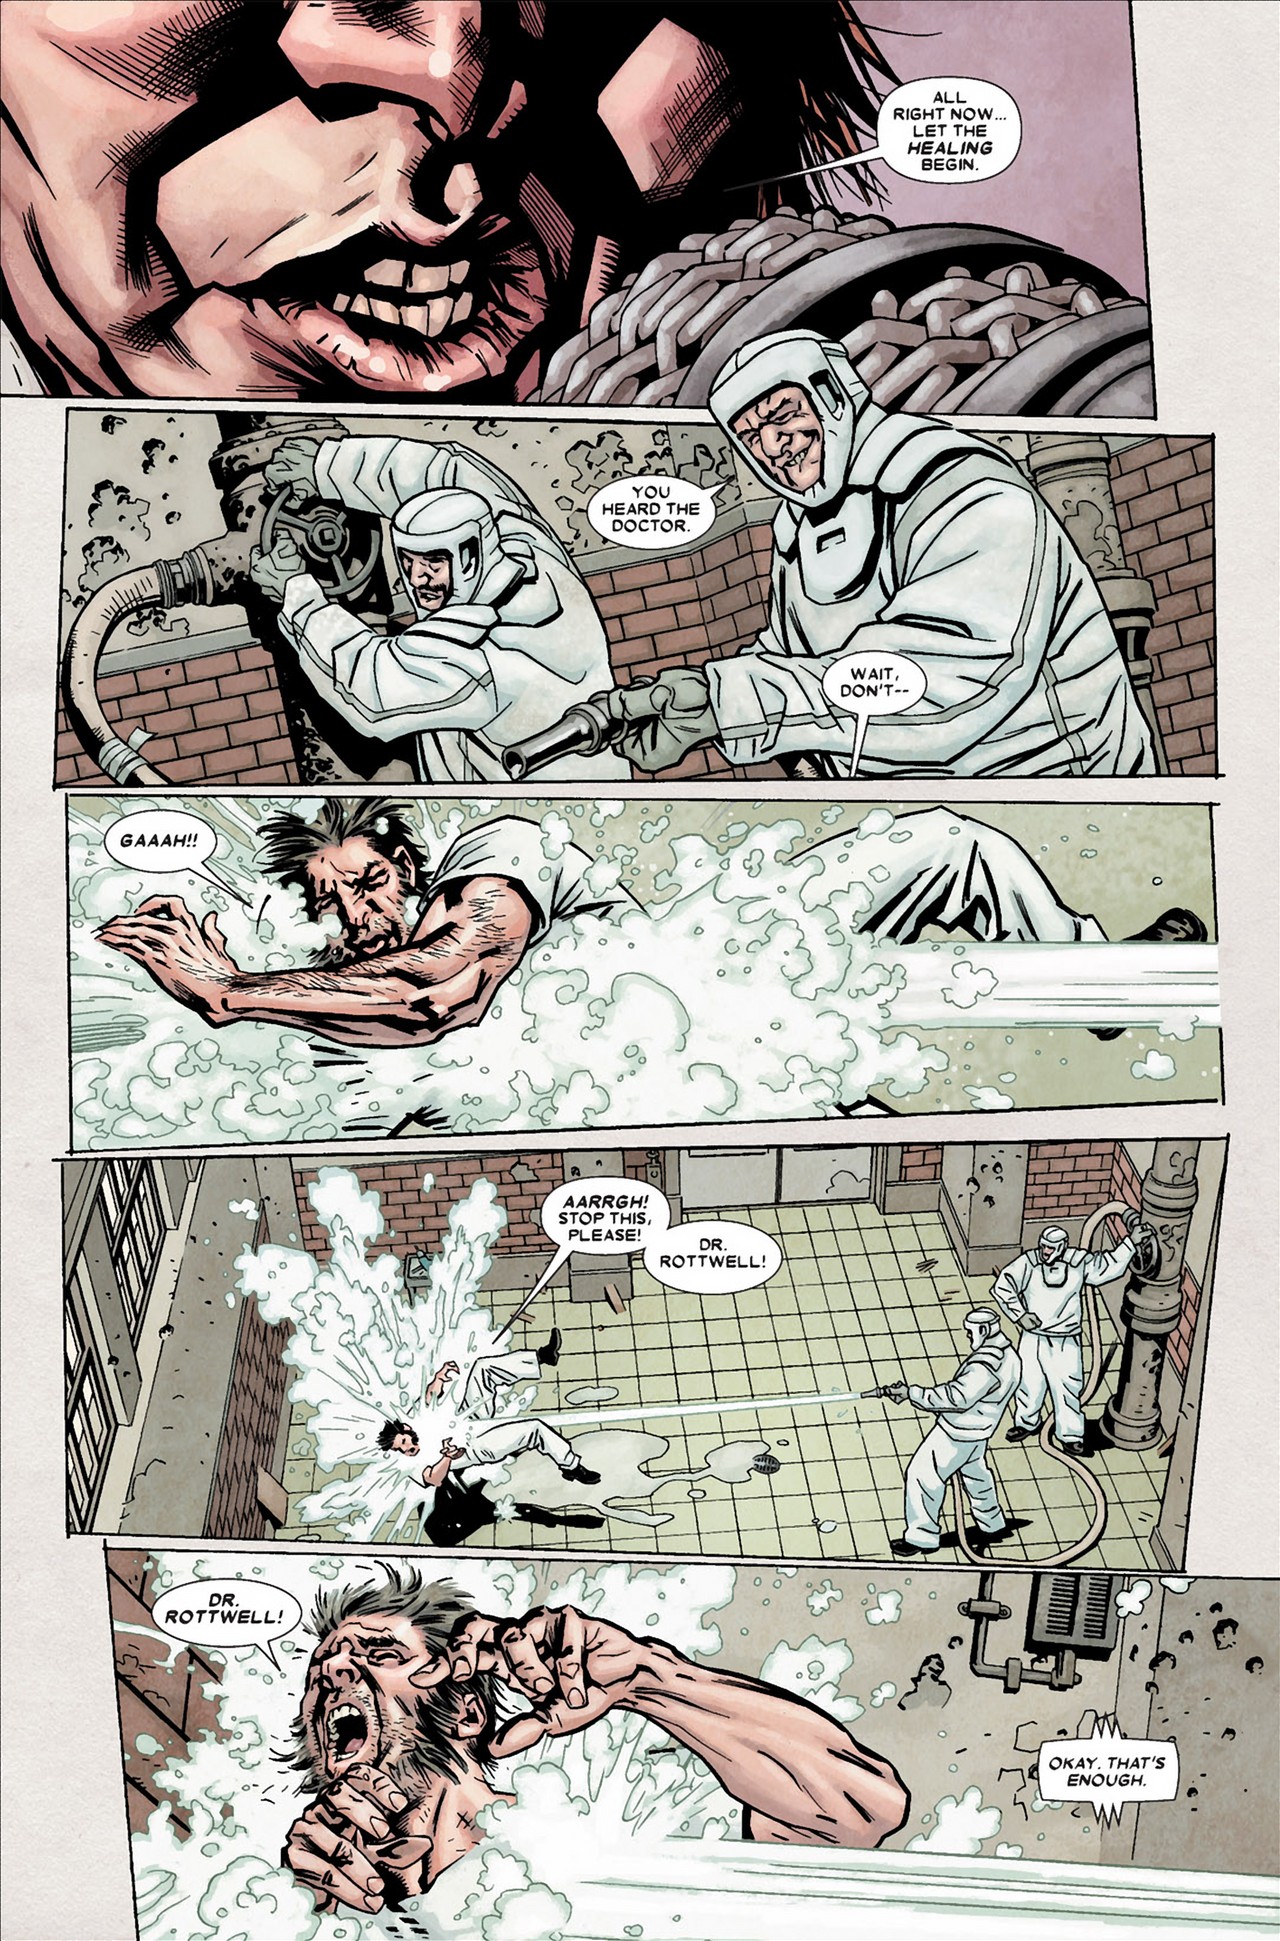 ALL
RIGHT NOW...
LET THE
HEALING
BEGIN.
YOU
HEARD THE
DOCTOR.
WAIT,
DON'T--
GAAAH!!
AARRGH!
STOP THIS,
PLEASE!
DR.
ROTTWELL!
DR.
ROTTWELL!
OKAY. THAT'S
ENOUGH.